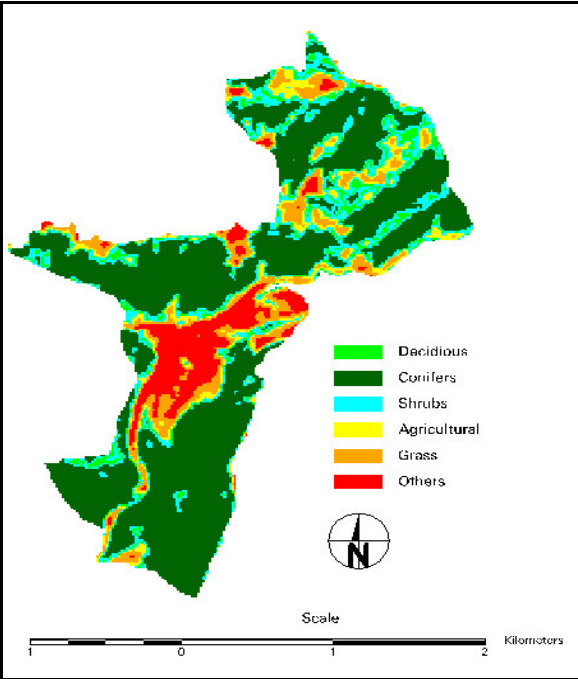 Decidious
Conifers
Shrubs
Agricultural
Grass
Others
N
Scale
Kilometers
1 0 1 2